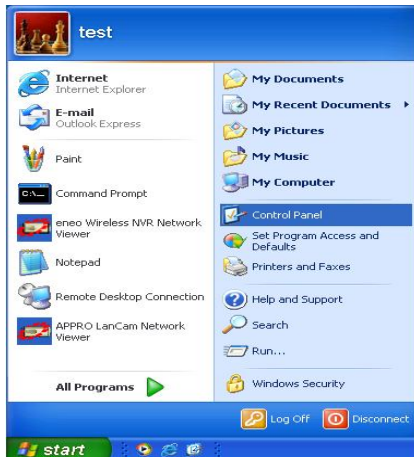 test
Internet
Internet Explorer
E-mail
Outlook Express
Paint
C:\_
Command Prompt
eneo Wireless NVR Network
Viewer
Notepad
Remote Desktop Connection
APPRO LanCam Network
Viewer
All Programs
My Documents
My Recent Documents
My Pictures
My Music
My Computer
Control Panel
Set Program Access and
Defaults
Printers and Faxes
Help and Support
Search
Run...
Windows Security
Log Off
Disconnect
start